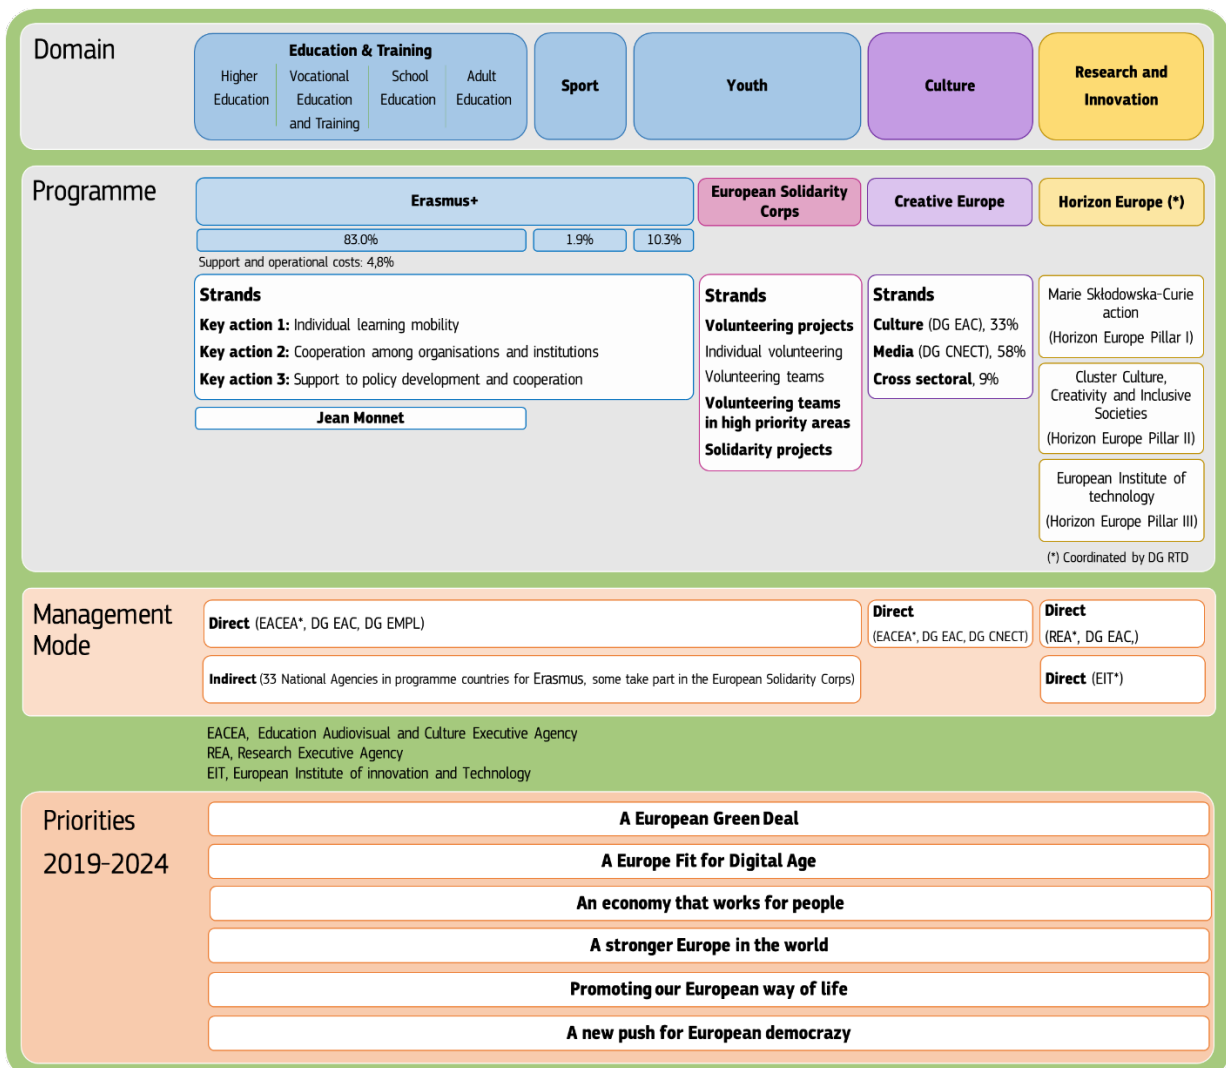 Domain
Education & Training
Higher
Education
Vocational
Education
and Training
School
Education
Adult
Education
Sport
Youth
Culture
Research and
Innovation
Programme
Erasmus+
European Solidarity
Corps
Creative Europe
Horizon Europe (*)
83.0%
1.9%
10.3%
Support and operational costs: 4,8%
Strands
Key action 1: Individual learning mobility
Key action 2: Cooperation among organisations and institutions
Key action 3: Support to policy development and cooperation
Jean Monnet
Strands
Volunteering projects
Individual volunteering
Volunteering teams
Volunteering teams
in high priority areas
Solidarity projects
Strands
Culture (DG EAC), 33%
Media (DG CNECT), 58%
Cross sectoral, 9%
Marie Skłodowska-Curie
action
(Horizon Europe Pillar I)
Cluster Culture,
Creativity and Inclusive
Societies
(Horizon Europe Pillar II)
European Institute of
technology
(Horizon Europe Pillar III)
(*) Coordinated by DG RTD
Management
Mode
Direct (EACEA*, DG EAC, DG EMPL)
Direct
(EACEA*, DG EAC, DG CNECT)
Direct
(REA*, DG EAC,)
Indirect (33 National Agencies in programme countries for Erasmus, some take part in the European Solidarity Corps)
Direct (EIT*)
EACEA, Education Audiovisual and Culture Executive Agency
REA, Research Executive Agency
EIT, European Institute of innovation and Technology
Priorities
2019-2024
A European Green Deal
A Europe Fit for Digital Age
An economy that works for people
A stronger Europe in the world
Promoting our European way of life
A new push for European democrazy